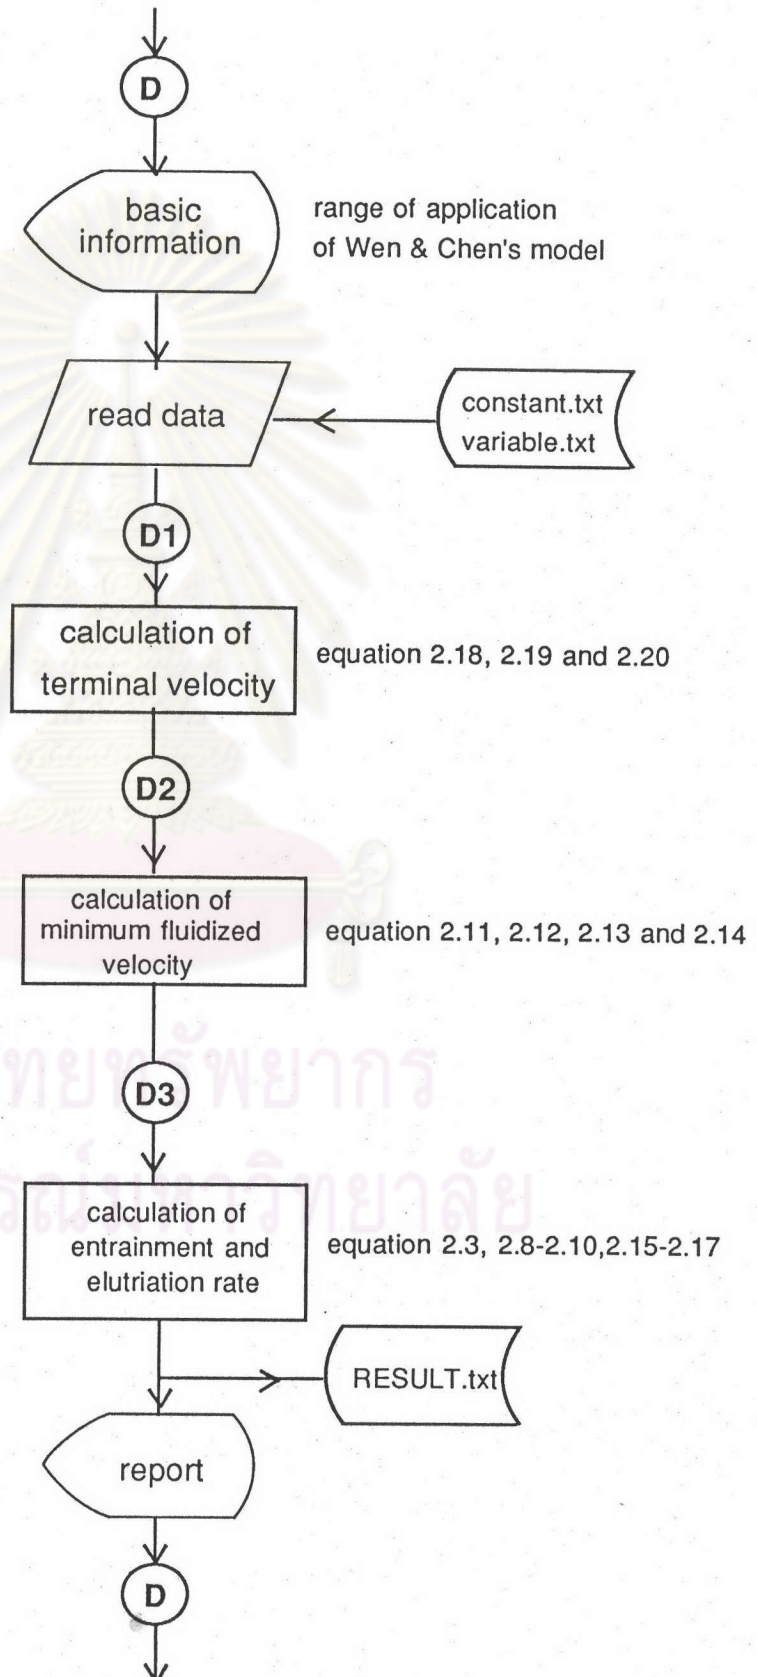 D
basic
information
range of application
of Wen & Chen's model
read data
constant.txt
variable.txt
D1
calculation of
terminal velocity
equation 2.18, 2.19 and 2.20
D2
calculation of
minimum fluidized
velocity
equation 2.11, 2.12, 2.13 and 2.14
D3
calculation of
entrainment and
elutriation rate
equation 2.3, 2.8-2.10,2.15-2.17
RESULT.txt
report
D